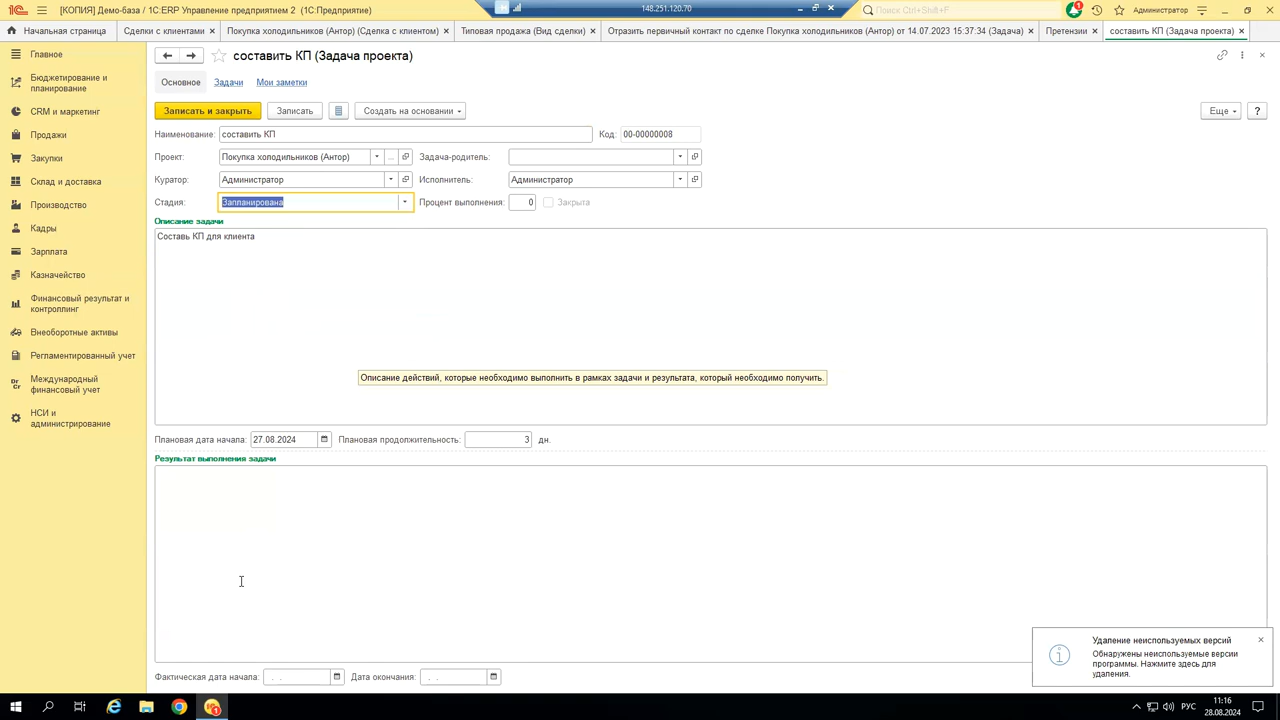 [КОПИЯ] Демо-база / 1С:ERP Управление предприятием 2 (1С:Предприятие)
148.251.120.70
Поиск Ctrl+Shift+F
Администратор
Начальная страница
Сделки с клиентами
Покупка холодильников (Антор) (Сделка с клиентом)
Типовая продажа (Вид сделки)
Отразить первичный контакт по сделке Покупка холодильников (Антор) от 14.07.2023 15:37:34 (Задача)
Претензии
составить КП (Задача проекта)
Главное
Бюджетирование и
планирование
CRM и маркетинг
Продажи
Закупки
Склад и доставка
Производство
Кадры
Зарплата
Казначейство
Финансовый результат и
контроллинг
Внеоборотные активы
Регламентированный учет
Международный
финансовый учет
НСИ и
администрирование
составить КП (Задача проекта)
Основное
Задачи
Мои заметки
Записать и закрыть
Записать
Создать на основании
Еще
?
Наименование: составить КП
Код: 00-00000008
Проект: Покупка холодильников (Антор)
Задача-родитель:
Куратор: Администратор
Исполнитель: Администратор
Стадия: Запланирована
Процент выполнения: 0
Закрыта
Описание задачи
Составь КП для клиента
Описание действий, которые необходимо выполнить в рамках задачи и результата, который необходимо получить.
Плановая дата начала: 27.08.2024
Плановая продолжительность: 3 дн.
Результат выполнения задачи
Удаление неиспользуемых версий
Обнаружены неиспользуемые версии
программы. Нажмите здесь для
удаления.
Фактическая дата начала: . .
Дата окончания: . .
РУС
11:16
28.08.2024